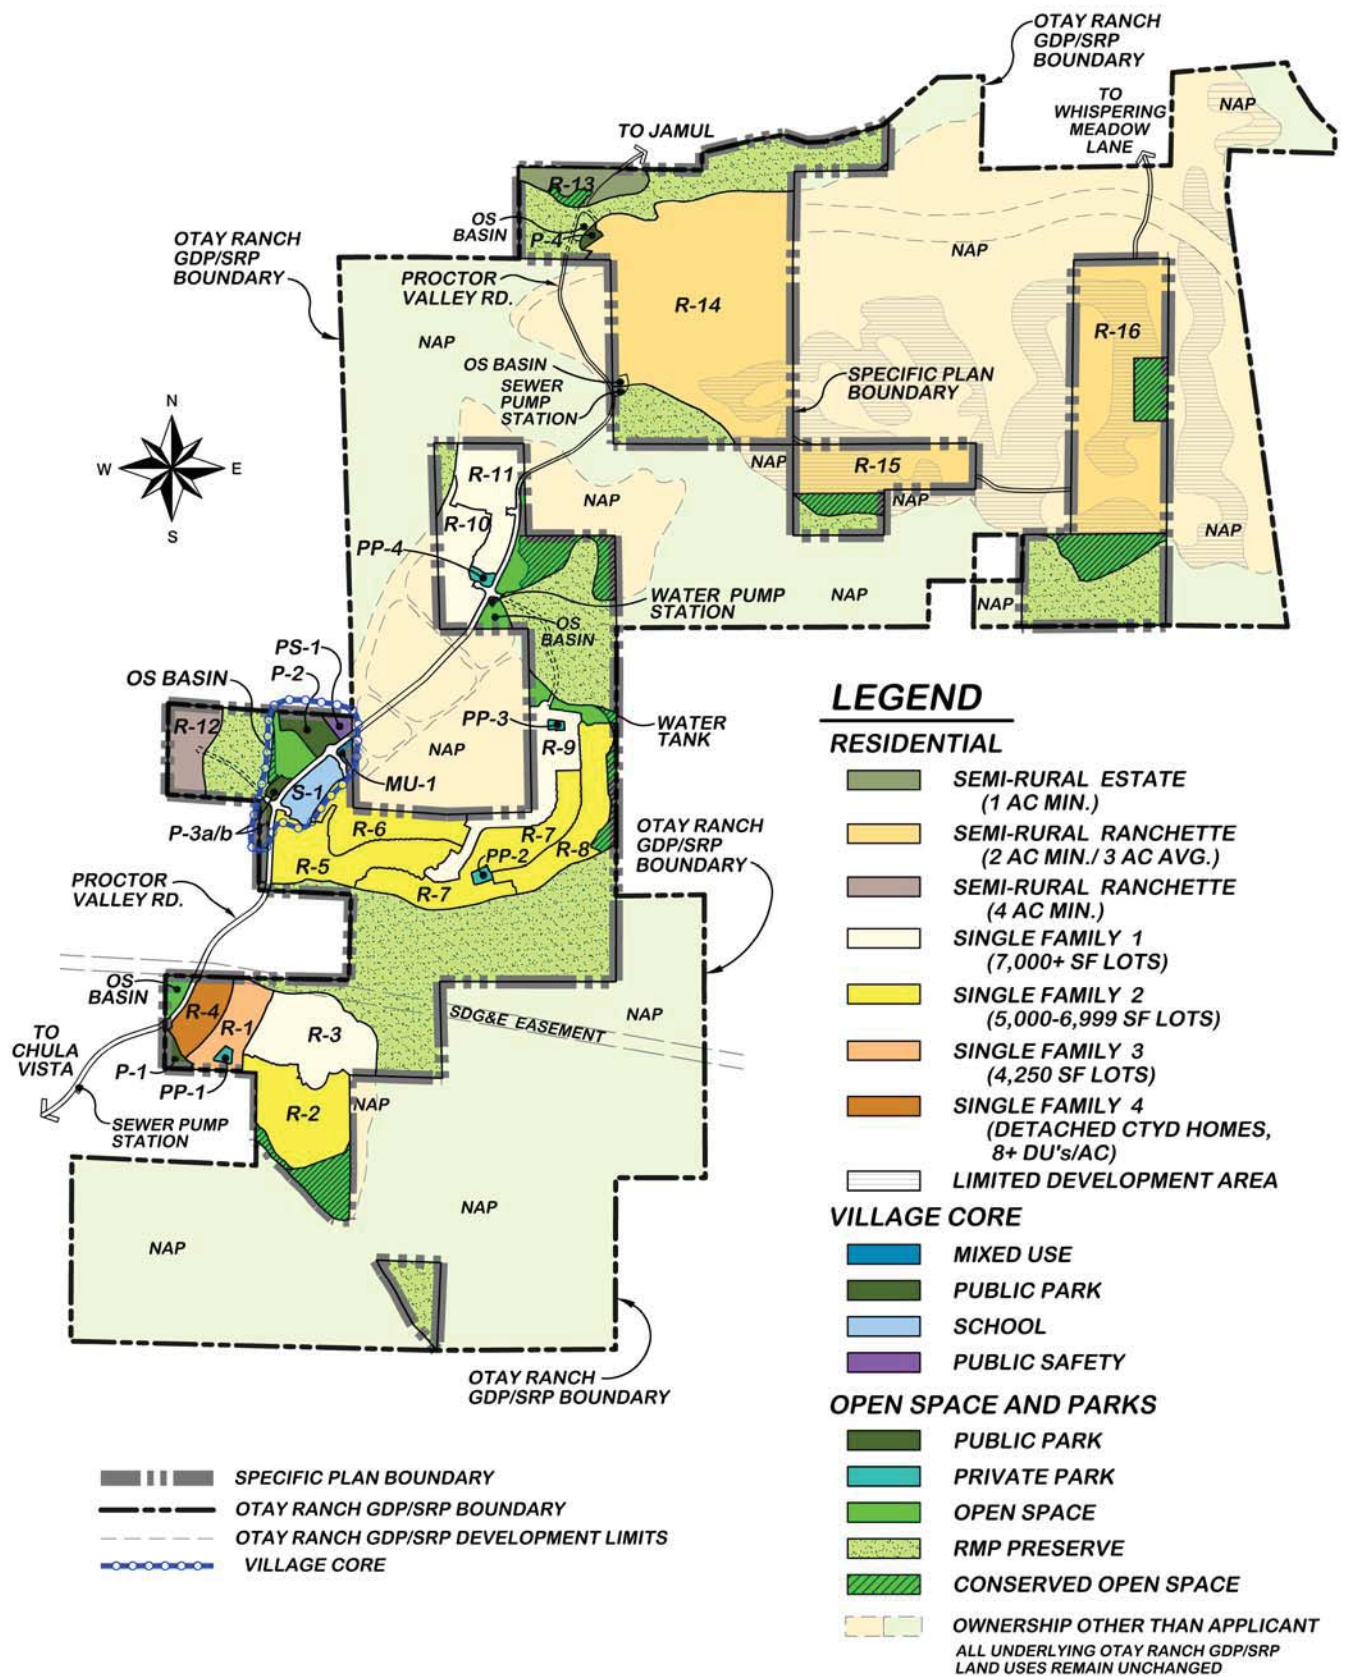 OTAY RANCH
GDP/SRP
BOUNDARY
TO
WHISPERING
MEADOW
LANE
NAP
TO JAMUL
R-13
OS
BASIN
P-4
OTAY RANCH
GDP/SRP
BOUNDARY
PROCTOR
VALLEY RD.
NAP
R-14
R-16
NAP
OS BASIN
SEWER
PUMP
STATION
SPECIFIC PLAN
BOUNDARY
N
W
E
S
R-11
NAP
R-15
NAP
NAP
R-10
NAP
PP-4
WATER PUMP
STATION
NAP
NAP
OS
BASIN
PS-1
P-2
OS BASIN
R-12
PP-3
WATER
TANK
R-9
NAP
MU-1
S-1
P-3a/b
R-6
R-7
R-8
OTAY RANCH
GDP/SRP
BOUNDARY
R-5
PP-2
R-7
PROCTOR
VALLEY RD.
OS
BASIN
R-4
R-1
R-3
SDG&E EASEMENT
NAP
TO
CHULA
VISTA
P-1
PP-1
R-2
NAP
SEWER PUMP
STATION
NAP
NAP
OTAY RANCH
GDP/SRP BOUNDARY
LEGEND
RESIDENTIAL
SEMI-RURAL ESTATE
(1 AC MIN.)
SEMI-RURAL RANCHETTE
(2 AC MIN./ 3 AC AVG.)
SEMI-RURAL RANCHETTE
(4 AC MIN.)
SINGLE FAMILY 1
(7,000+ SF LOTS)
SINGLE FAMILY 2
(5,000-6,999 SF LOTS)
SINGLE FAMILY 3
(4,250 SF LOTS)
SINGLE FAMILY 4
(DETACHED CTYD HOMES,
8+ DU's/AC)
LIMITED DEVELOPMENT AREA
VILLAGE CORE
MIXED USE
PUBLIC PARK
SCHOOL
PUBLIC SAFETY
OPEN SPACE AND PARKS
PUBLIC PARK
PRIVATE PARK
OPEN SPACE
RMP PRESERVE
CONSERVED OPEN SPACE
OWNERSHIP OTHER THAN APPLICANT
ALL UNDERLYING OTAY RANCH GDP/SRP
LAND USES REMAIN UNCHANGED
SPECIFIC PLAN BOUNDARY
OTAY RANCH GDP/SRP BOUNDARY
OTAY RANCH GDP/SRP DEVELOPMENT LIMITS
VILLAGE CORE